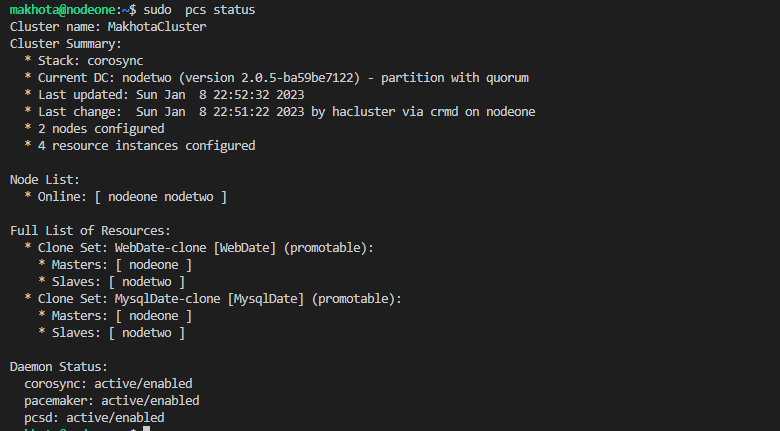 makhota@nodeone:~$ sudo  pcs status
Cluster name: MakhotaCluster
Cluster Summary:
  * Stack: corosync
  * Current DC: nodetwo (version 2.0.5-ba59be7122) - partition with quorum
  * Last updated: Sun Jan  8 22:52:32 2023
  * Last change:  Sun Jan  8 22:51:22 2023 by hacluster via crmd on nodeone
  * 2 nodes configured
  * 4 resource instances configured

Node List:
  * Online: [ nodeone nodetwo ]

Full List of Resources:
  * Clone Set: WebDate-clone [WebDate] (promotable):
    * Masters: [ nodeone ]
    * Slaves: [ nodetwo ]
  * Clone Set: MysqlDate-clone [MysqlDate] (promotable):
    * Masters: [ nodeone ]
    * Slaves: [ nodetwo ]

Daemon Status:
  corosync: active/enabled
  pacemaker: active/enabled
  pcsd: active/enabled